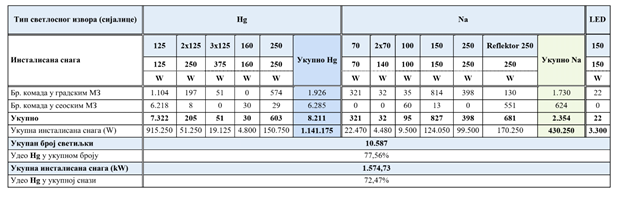 Тип светлосног извора (сијалице) Hg Na LED
Инсталисана снага 125 2x125 3x125 160 250 Укупно Hg 70 2x70 100 150 250 Reflektor 250 Укупно Na 150
125 250 375 160 250 70 140 100 150 250 250 150
W W W W W W W W W W W W
Бр. комада у градским МЗ 1.104 197 51 0 574 1.926 321 32 35 814 398 130 1.730 22
Бр. комада у сеоским МЗ 6.218 8 0 30 29 6.285 0 0 60 13 0 551 624 0
Укупно 7.322 205 51 30 603 8.211 321 32 95 827 398 681 2.354 22
Укупна инсталисана снага (W) 915.250 51.250 19.125 4.800 150.750 1.141.175 22.470 4.480 9.500 124.050 99.500 170.250 430.250 3.300
Укупан број светиљки 10.587
Удео Hg у укупном броју 77,56%
Укупна инсталисана снага (kW) 1.574,73
Удео Hg у укупној снази 72,47%